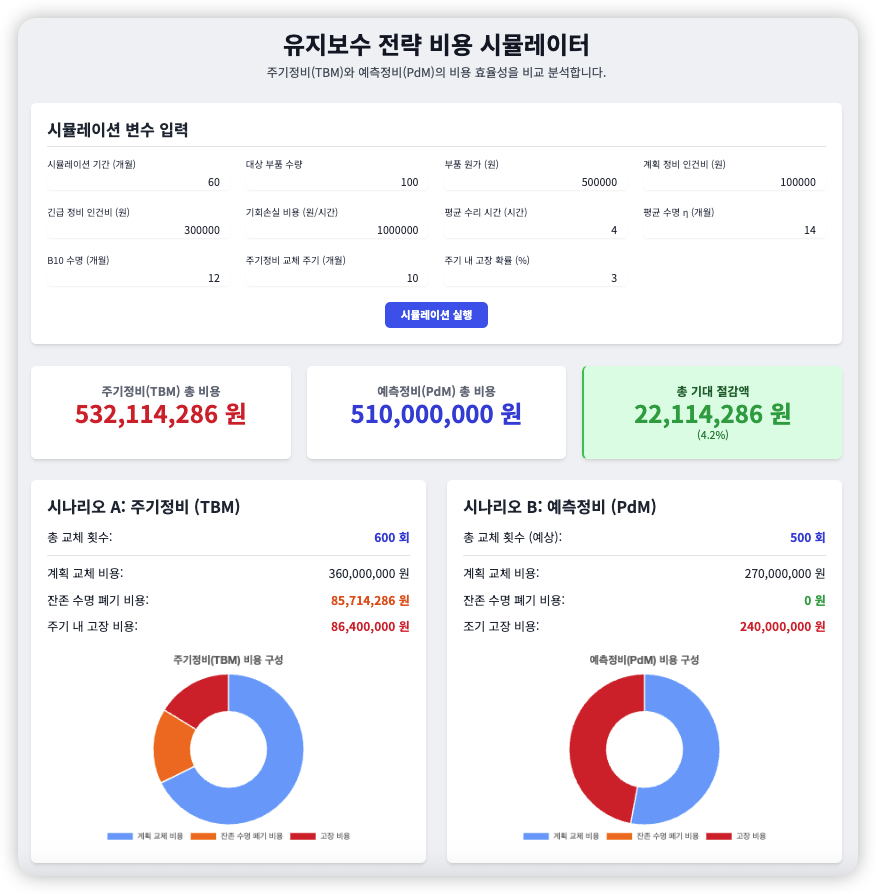 유지보수 전략 비용 시뮬레이터
주기정비(TBM)와 예측정비(PdM)의 비용 효율성을 비교 분석합니다.
시뮬레이션 변수 입력
시뮬레이션 기간 (개월) 대상 부품 수량 부품 원가 (원) 계획 정비 인건비 (원)
60 100 500000 100000
긴급 정비 인건비 (원) 기회손실 비용 (원/시간) 평균 수리 시간 (시간) 평균 수명 η (개월)
300000 1000000 4 14
B10 수명 (개월) 주기정비 교체 주기 (개월) 주기 내 고장 확률 (%)
12 10 3
시뮬레이션 실행
주기정비(TBM) 총 비용
532,114,286 원
예측정비(PdM) 총 비용
510,000,000 원
총 기대 절감액
22,114,286 원
(4.2%)
시나리오 A: 주기정비 (TBM)
총 교체 횟수: 600 회
계획 교체 비용: 360,000,000 원
잔존 수명 폐기 비용: 85,714,286 원
주기 내 고장 비용: 86,400,000 원
주기정비(TBM) 비용 구성
계획 교체 비용 잔존 수명 폐기 비용 고장 비용
시나리오 B: 예측정비 (PdM)
총 교체 횟수 (예상): 500 회
계획 교체 비용: 270,000,000 원
잔존 수명 폐기 비용: 0 원
조기 고장 비용: 240,000,000 원
예측정비(PdM) 비용 구성
계획 교체 비용 잔존 수명 폐기 비용 고장 비용